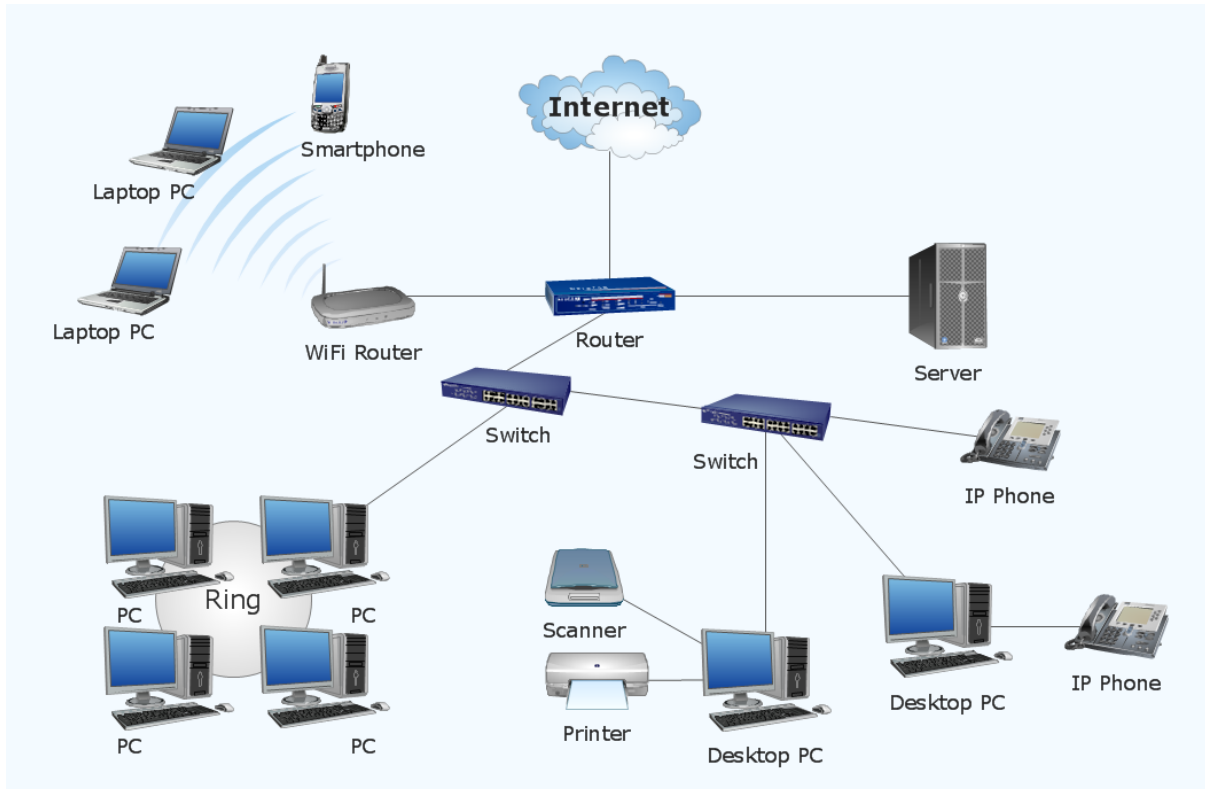 Internet
Smartphone
Laptop PC
Laptop PC
WiFi Router
Router
Server
Switch
Switch
IP Phone
PC
Ring
PC
Scanner
PC
PC
Printer
Desktop PC
Desktop PC
IP Phone